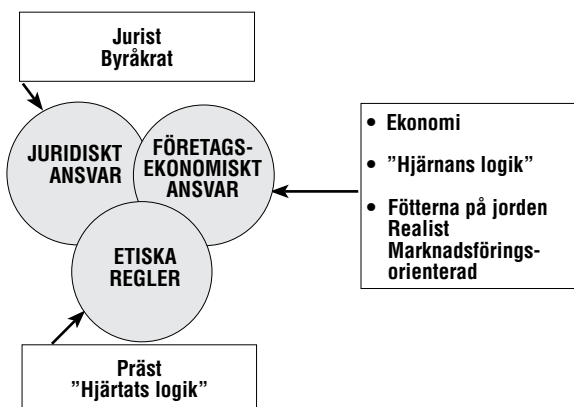 Jurist
Byråkrat
JURIDISKT
ANSVAR
FÖRETAGS-
EKONOMISKT
ANSVAR
• Ekonomi
• ”Hjärnans logik”
• Fötterna på jorden
Realist
Marknadsförings-
orienterad
ETISKA
REGLER
Präst
”Hjärtats logik”